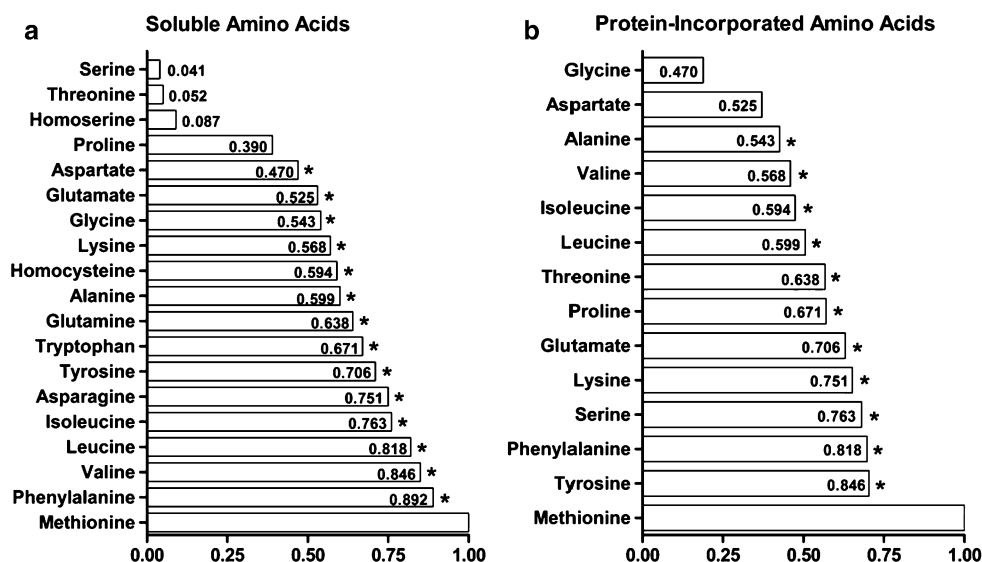 a
Soluble Amino Acids
Serine 0.041
Threonine 0.052
Homoserine 0.087
Proline 0.390
Aspartate 0.470 *
Glutamate 0.525 *
Glycine 0.543 *
Lysine 0.568 *
Homocysteine 0.594 *
Alanine 0.599 *
Glutamine 0.638 *
Tryptophan 0.671 *
Tyrosine 0.706 *
Asparagine 0.751 *
Isoleucine 0.763 *
Leucine 0.818 *
Valine 0.846 *
Phenylalanine 0.892 *
Methionine
0.00 0.25 0.50 0.75 1.00
b
Protein-Incorporated Amino Acids
Glycine 0.470
Aspartate 0.525
Alanine 0.543 *
Valine 0.568 *
Isoleucine 0.594 *
Leucine 0.599 *
Threonine 0.638 *
Proline 0.671 *
Glutamate 0.706 *
Lysine 0.751 *
Serine 0.763 *
Phenylalanine 0.818 *
Tyrosine 0.846 *
Methionine
0.00 0.25 0.50 0.75 1.00